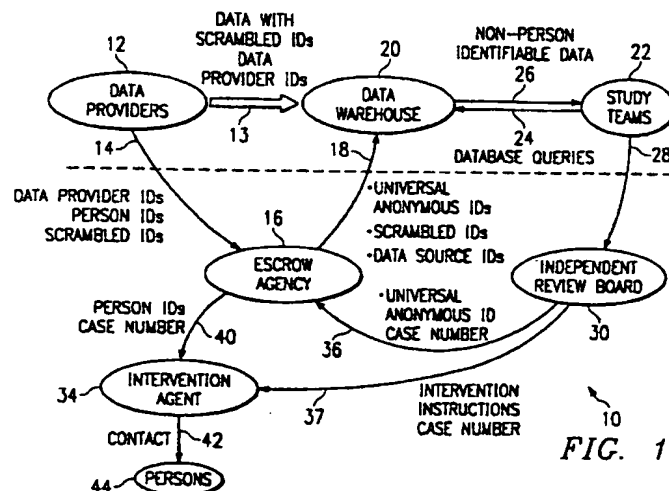 DATA WITH
SCRAMBLED IDs
DATA
PROVIDER IDs
NON-PERSON
IDENTIFIABLE DATA
12
20
22
DATA
PROVIDERS
13
DATA
WAREHOUSE
26
24
STUDY
TEAMS
14
18
DATABASE QUERIES
28
DATA PROVIDER IDs
PERSON IDs
SCRAMBLED IDs
16
ESCROW
AGENCY
•UNIVERSAL
ANONYMOUS IDs
•SCRAMBLED IDs
•DATA SOURCE IDs
INDEPENDENT
REVIEW BOARD
30
•UNIVERSAL
ANONYMOUS ID
CASE NUMBER
36
PERSON IDs
CASE NUMBER
40
34
INTERVENTION
AGENT
37
INTERVENTION
INSTRUCTIONS
CASE NUMBER
10
CONTACT
42
44
PERSONS
FIG. 1